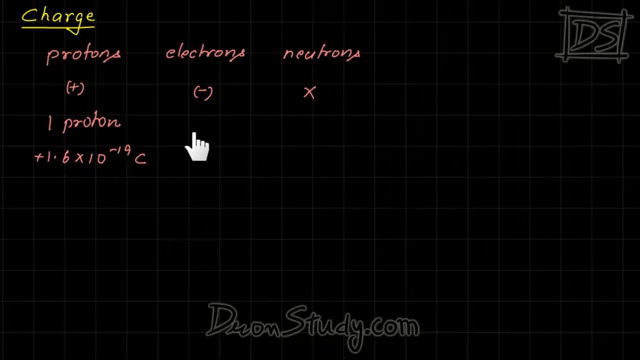 Charge
DS
protons electrons neutrons
(+) (-) X
1 proton
+1.6 × 10⁻¹⁹ C
DronStudy.com